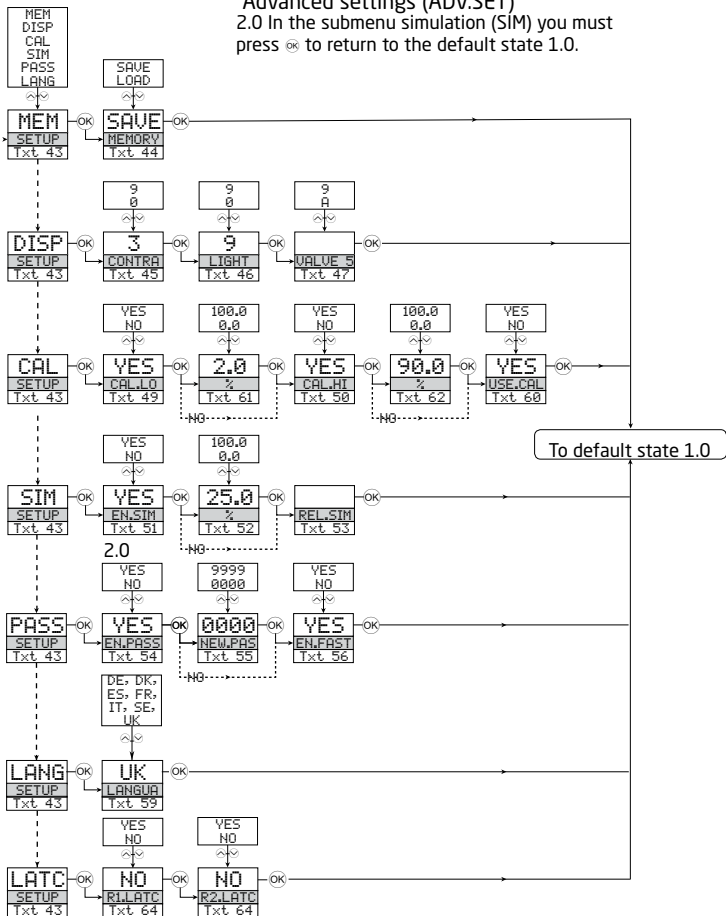 Advanced settings (ADV.SET)
2.0 In the submenu simulation (SIM) you must
press OK to return to the default state 1.0.
MEM
DISP
CAL
SIM
PASS
LANG
SAVE
LOAD
MEM OK SAVE OK
SETUP MEMORY
Txt 43 Txt 44
9 9 9
0 0 A
DISP OK 3 OK 9 OK OK
SETUP CONTRA LIGHT VALVE 5
Txt 43 Txt 45 Txt 46 Txt 47
YES 100.0 YES 100.0 YES
NO 0.0 NO 0.0 NO
CAL OK YES OK 2.0 OK YES OK 90.0 OK YES OK
SETUP CAL.LO % CAL.HI % USE.CAL
Txt 43 Txt 49 Txt 61 Txt 50 Txt 62 Txt 60
NO NO
To default state 1.0
YES 100.0
NO 0.0
SIM OK YES OK 25.0 OK OK
SETUP EN.SIM % REL.SIM
Txt 43 Txt 51 Txt 52 Txt 53
NO
2.0
YES 9999 YES
NO 0000 NO
PASS OK YES OK 0000 OK YES OK
SETUP EN.PASS NEW.PAS EN.FAST
Txt 43 Txt 54 Txt 55 Txt 56
NO
DE, DK,
ES, FR,
IT, SE,
UK
LANG OK UK OK
SETUP LANGUA
Txt 43 Txt 59
YES YES
NO NO
LATC OK NO OK NO OK
SETUP R1.LATC R2.LATC
Txt 43 Txt 64 Txt 64